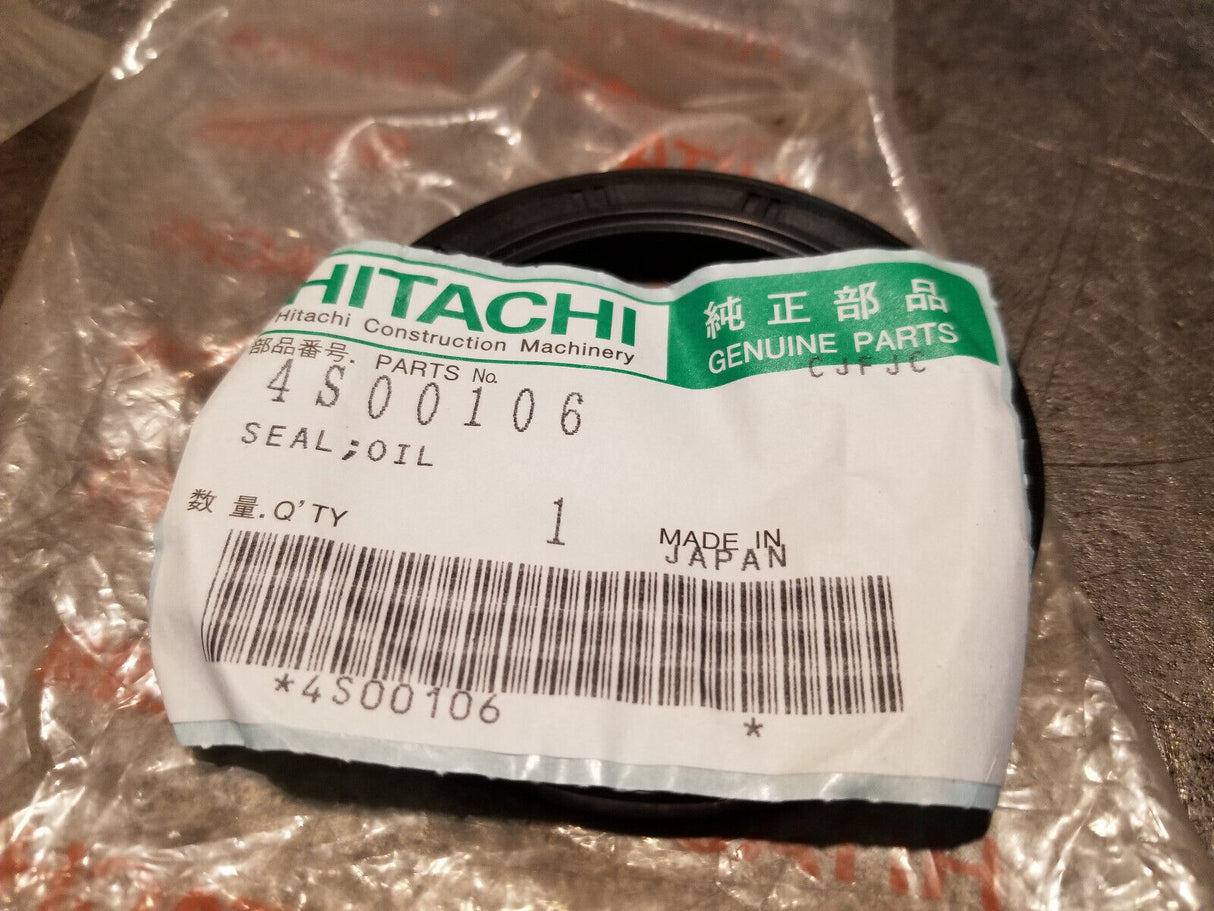 HITACHI
Hitachi Construction Machinery
純正部品
GENUINE PARTS
CJFJC
部品番号. PARTS No.
4S00106
SEAL;OIL
数 量.Q'TY 1
MADE IN
JAPAN
*4S00106 *